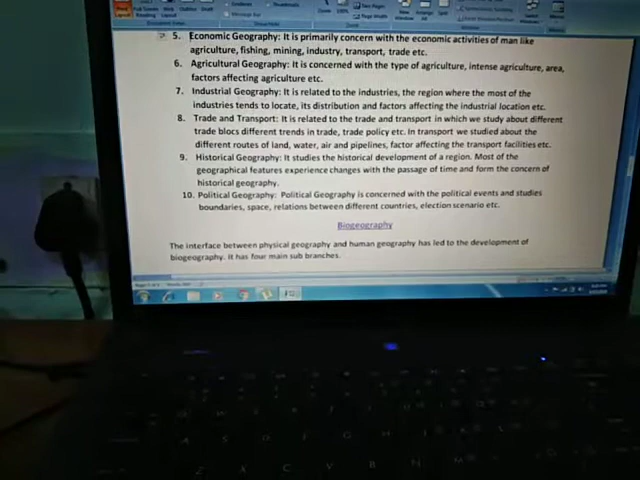 5. Economic Geography: It is primarily concern with the economic activities of man like
agriculture, fishing, mining, industry, transport, trade etc.
6. Agricultural Geography: It is concerned with the type of agriculture, intense agriculture, area,
factors affecting agriculture etc.
7. Industrial Geography: It is related to the industries, the region where the most of the
industries tends to locate, its distribution and factors affecting the industrial location etc.
8. Trade and Transport: It is related to the trade and transport in which we study about different
trade blocs different trends in trade, trade policy etc. In transport we studied about the
different routes of land, water, air and pipelines, factor affecting the transport facilities etc.
9. Historical Geography: It studies the historical development of a region. Most of the
geographical features experience changes with the passage of time and form the concern of
historical geography.
10. Political Geography: Political Geography is concerned with the political events and studies
boundaries, space, relations between different countries, election scenario etc.
Biogeography
The interface between physical geography and human geography has led to the development of
biogeography. It has four main sub branches.